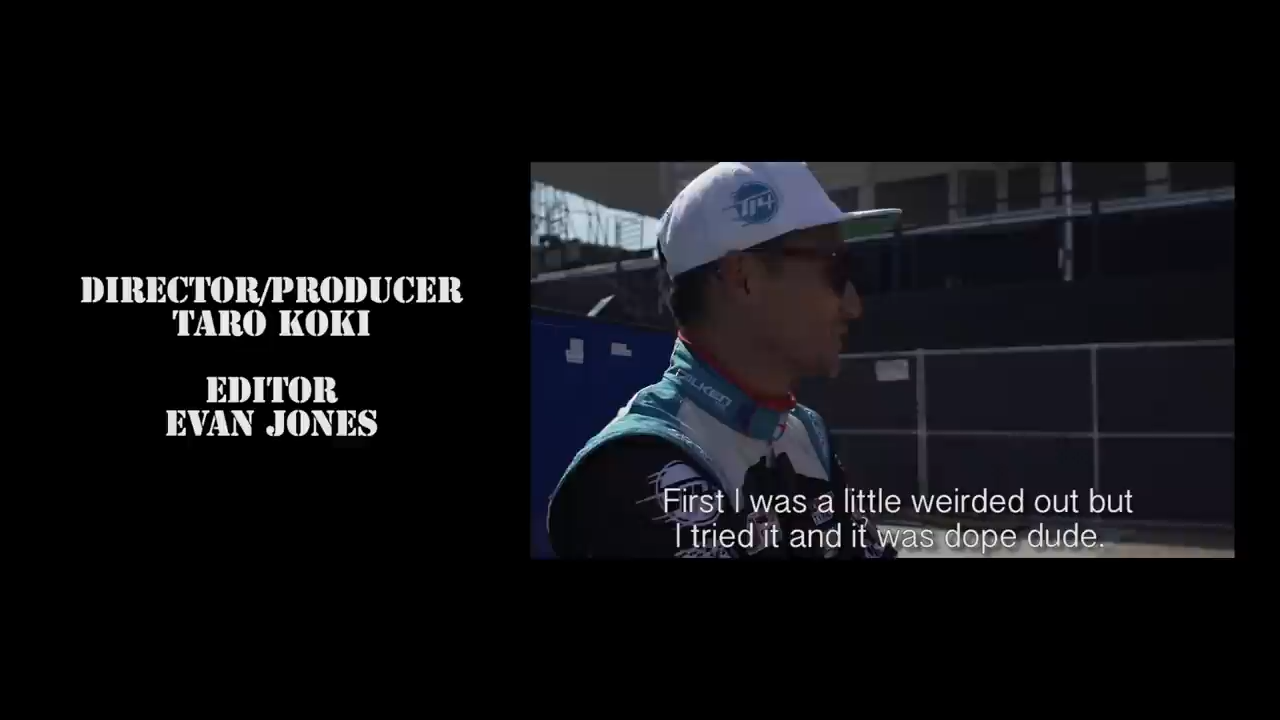 DIRECTOR/PRODUCER
TARO KOKI
EDITOR
EVAN JONES
FALKEN
First I was a little weirded out but
I tried it and it was dope dude.